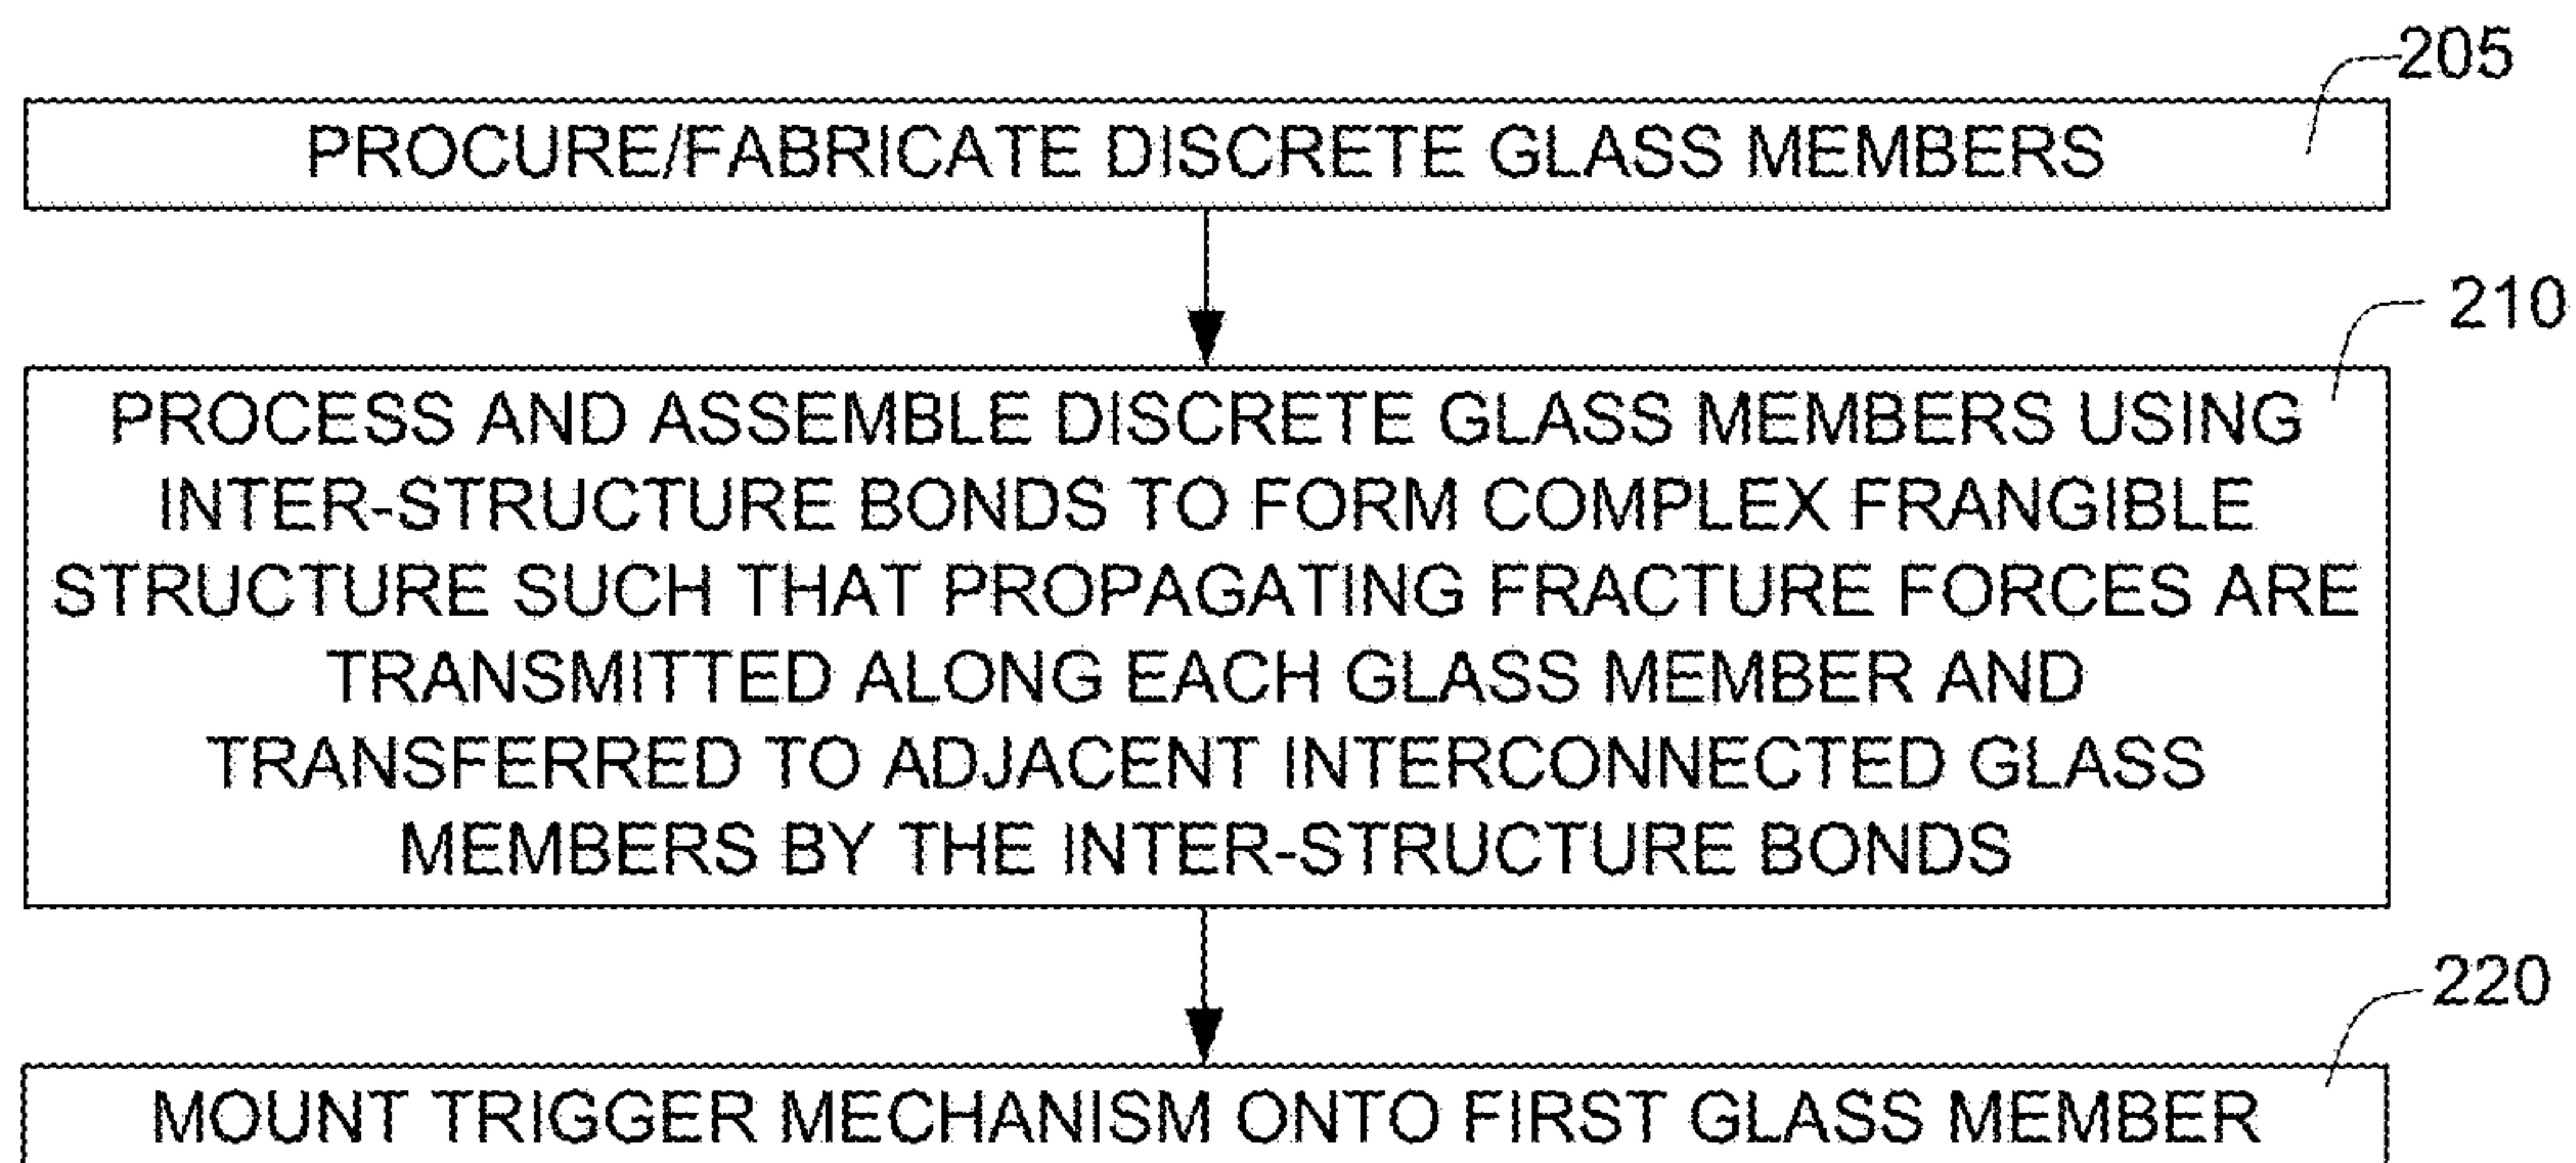 205
PROCURE/FABRICATE DISCRETE GLASS MEMBERS
210
PROCESS AND ASSEMBLE DISCRETE GLASS MEMBERS USING
INTER-STRUCTURE BONDS TO FORM COMPLEX FRANGIBLE
STRUCTURE SUCH THAT PROPAGATING FRACTURE FORCES ARE
TRANSMITTED ALONG EACH GLASS MEMBER AND
TRANSFERRED TO ADJACENT INTERCONNECTED GLASS
MEMBERS BY THE INTER-STRUCTURE BONDS
220
MOUNT TRIGGER MECHANISM ONTO FIRST GLASS MEMBER